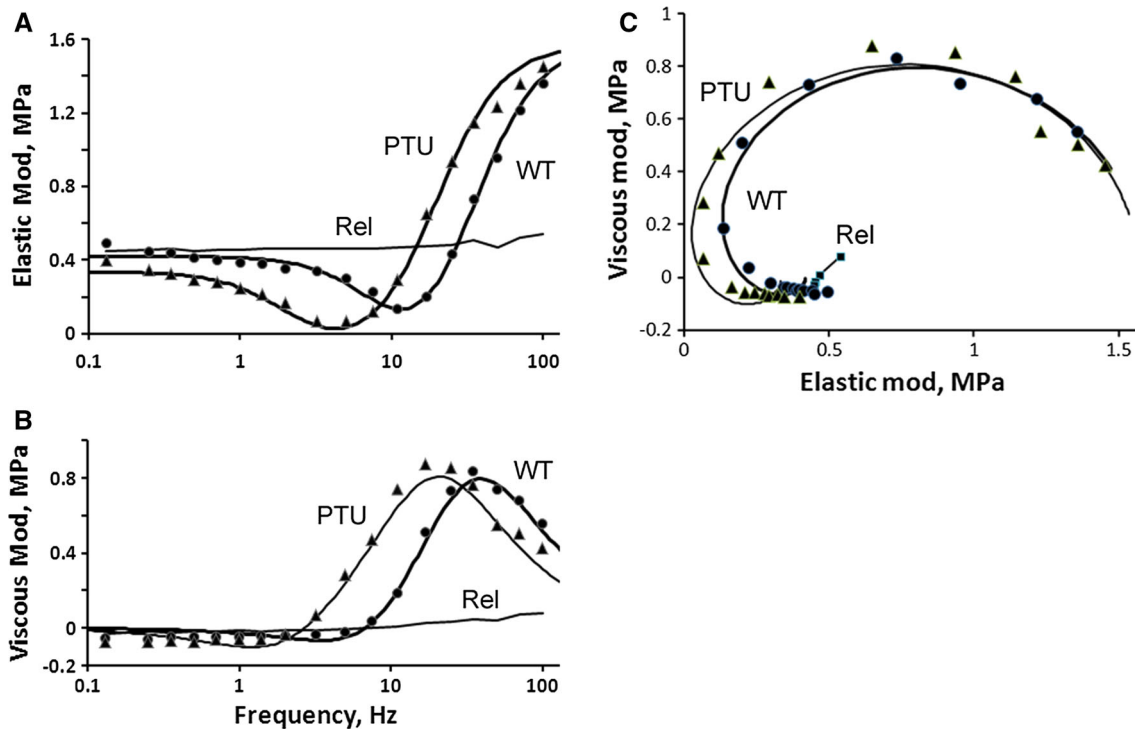 A
Elastic Mod, MPa
1.6
1.2
0.8
0.4
0
PTU
WT
Rel
0.1
1
10
100
B
Viscous Mod, MPa
0.8
0.4
0
-0.2
PTU
WT
Rel
0.1
1
10
100
Frequency, Hz
C
Viscous mod, MPa
1
0.8
0.6
0.4
0.2
0
-0.2
PTU
WT
Rel
0
0.5
1
1.5
Elastic mod, MPa